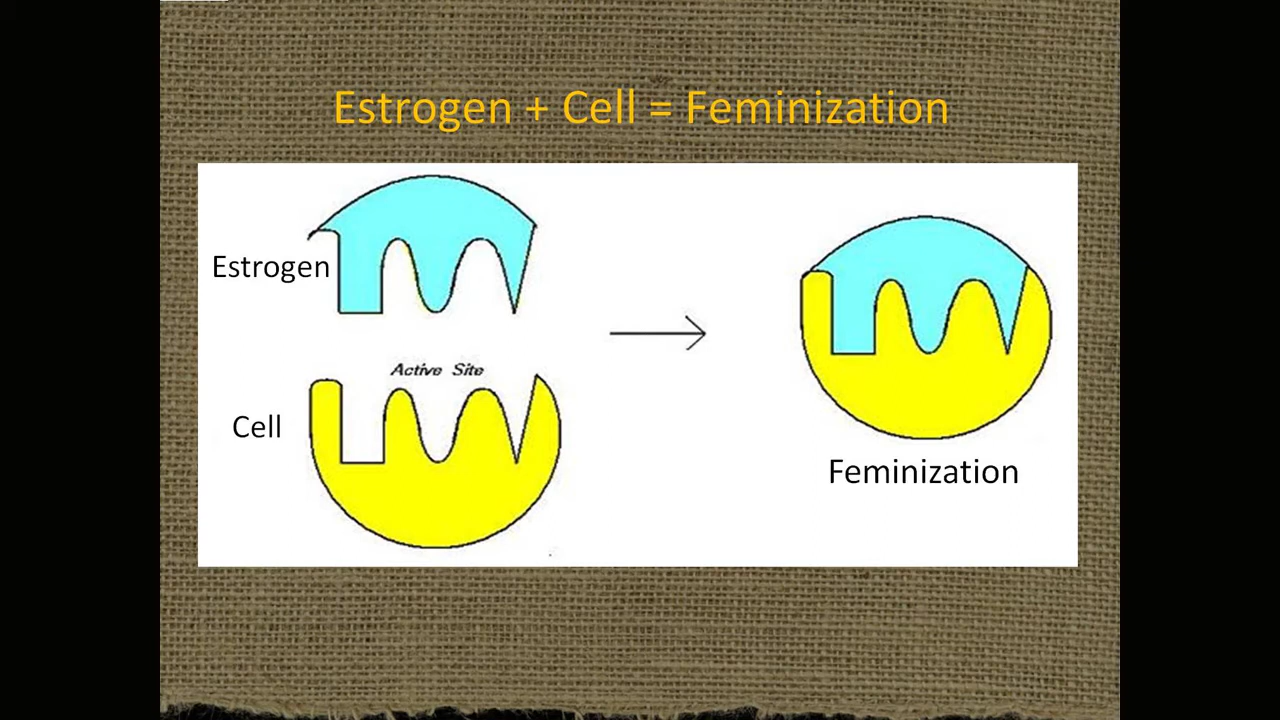 Estrogen + Cell = Feminization
Estrogen
Active Site
Cell
Feminization